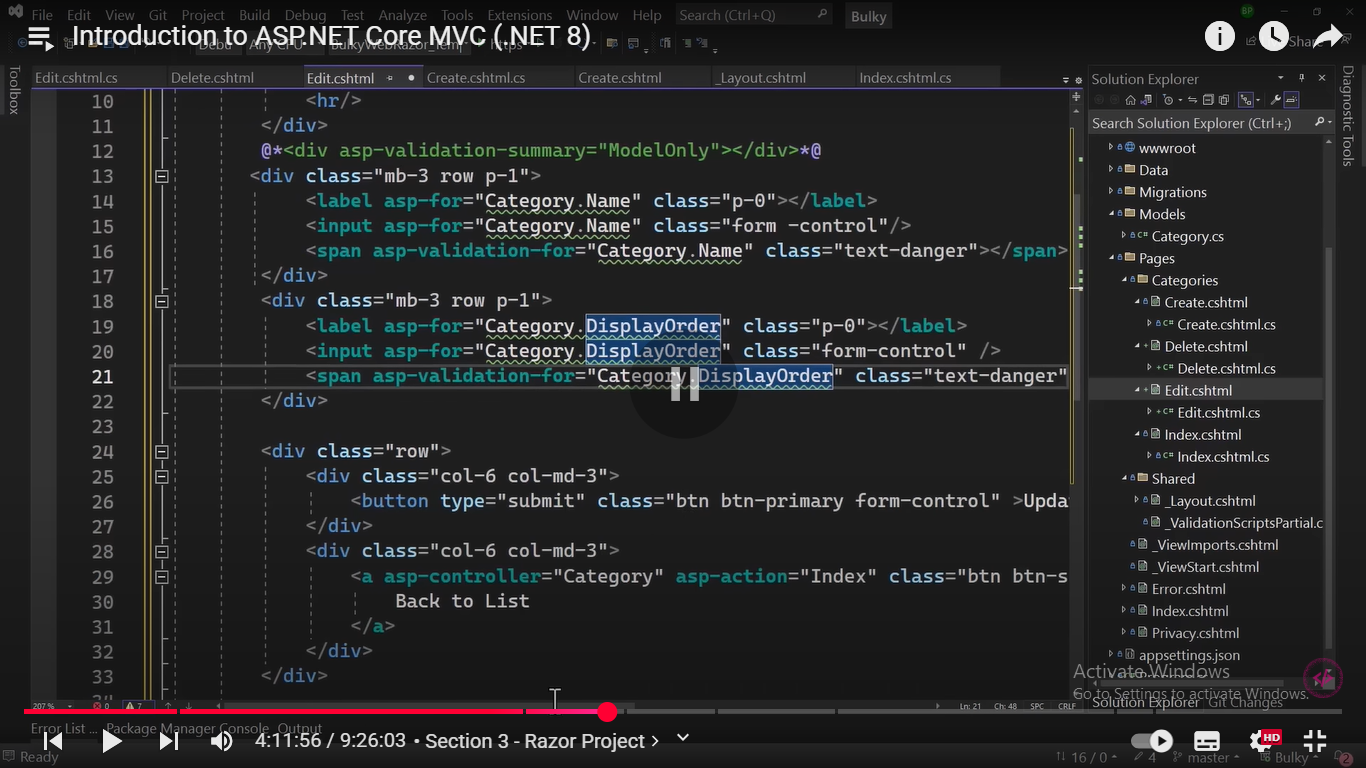 File Edit View Git Project Build Debug Test Analyze Tools Extensions Window Help Search (Ctrl+Q) Bulky
Introduction to ASP.NET Core MVC (.NET 8)
Share
Edit.cshtml.cs Delete.cshtml Edit.cshtml Create.cshtml.cs Create.cshtml _Layout.cshtml Index.cshtml.cs
Toolbox
10 <hr/>
11 </div>
12 @*<div asp-validation-summary="ModelOnly"></div>*@
13 <div class="mb-3 row p-1">
14 <label asp-for="Category.Name" class="p-0"></label>
15 <input asp-for="Category.Name" class="form -control"/>
16 <span asp-validation-for="Category.Name" class="text-danger"></span>
17 </div>
18 <div class="mb-3 row p-1">
19 <label asp-for="Category.DisplayOrder" class="p-0"></label>
20 <input asp-for="Category.DisplayOrder" class="form-control" />
21 <span asp-validation-for="Category.DisplayOrder" class="text-danger"
22 </div>
23
24 <div class="row">
25 <div class="col-6 col-md-3">
26 <button type="submit" class="btn btn-primary form-control" >Upda
27 </div>
28 <div class="col-6 col-md-3">
29 <a asp-controller="Category" asp-action="Index" class="btn btn-s
30 Back to List
31 </a>
32 </div>
33 </div>
Solution Explorer
Search Solution Explorer (Ctrl+;)
wwwroot
Data
Migrations
Models
Category.cs
Pages
Categories
Create.cshtml
Create.cshtml.cs
Delete.cshtml
Delete.cshtml.cs
Edit.cshtml
Edit.cshtml.cs
Index.cshtml
Index.cshtml.cs
Shared
_Layout.cshtml
_ValidationScriptsPartial.c
_ViewImports.cshtml
_ViewStart.cshtml
Error.cshtml
Index.cshtml
Privacy.cshtml
appsettings.json
Diagnostic Tools
Activate Windows
Go to Settings to activate Windows.
Solution Explorer Git Changes
207 % 0 7 Ln: 21 Ch: 48 SPC CRLF
Error List ... Package Manager Console Output
4:11:56 / 9:26:03 • Section 3 - Razor Project
HD
Ready 16 / 0 4 master Bulky 2